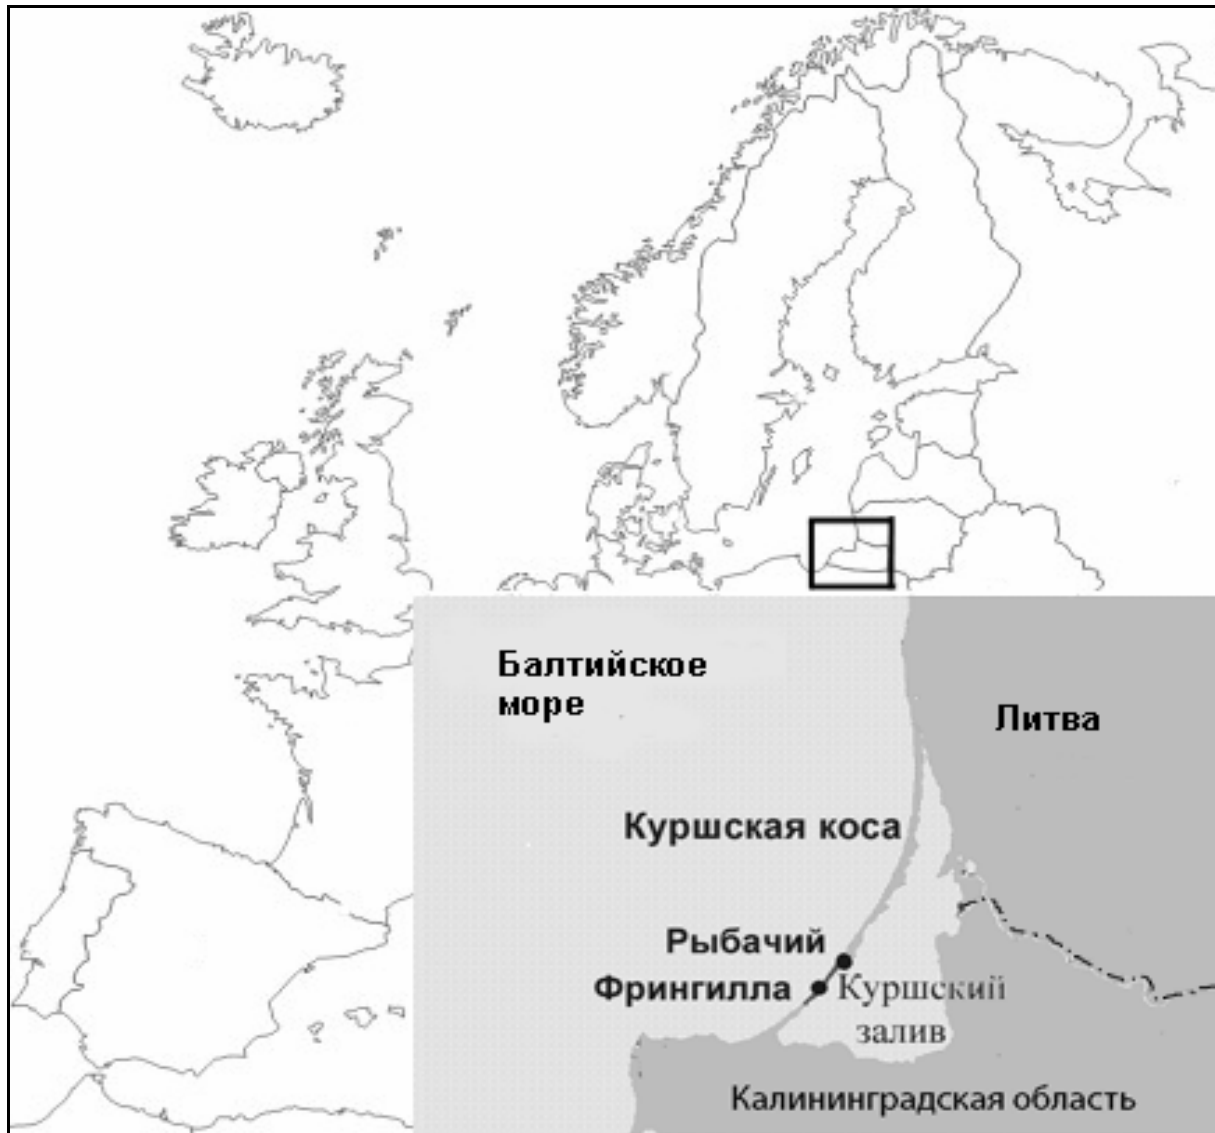 Балтийское
море
Литва
Куршская коса
Рыбачий
Фрингилла
Куршский
залив
Калининградская область